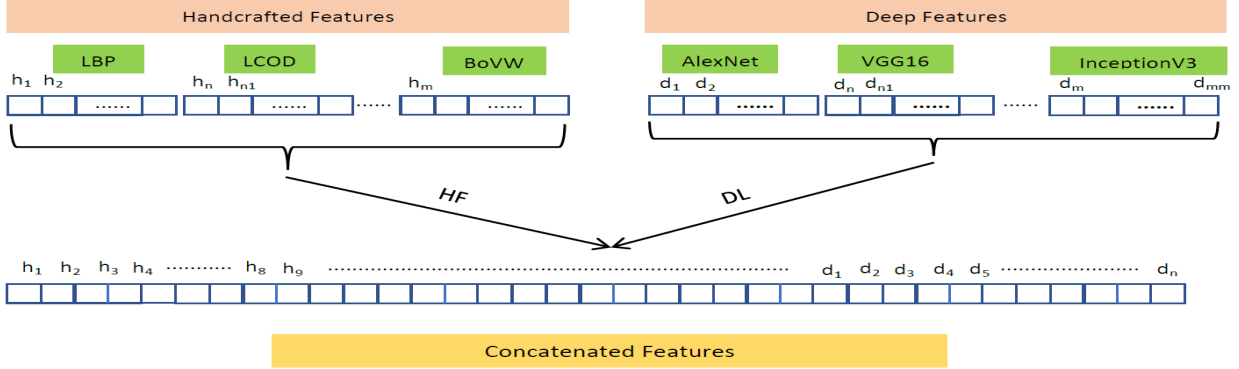 Handcrafted Features Deep Features
LBP LCOD BoVW AlexNet VGG16 InceptionV3
h₁ h₂ hₙ hₙ₁ hₘ d₁ d₂ dₙ dₙ₁ dₘ dₘₘ
...... ...... ...... ...... ...... ...... ...... ......
HF DL
h₁ h₂ h₃ h₄ ........... h₈ h₉ ........................................................................ d₁ d₂ d₃ d₄ d₅ ...................... dₙ
Concatenated Features